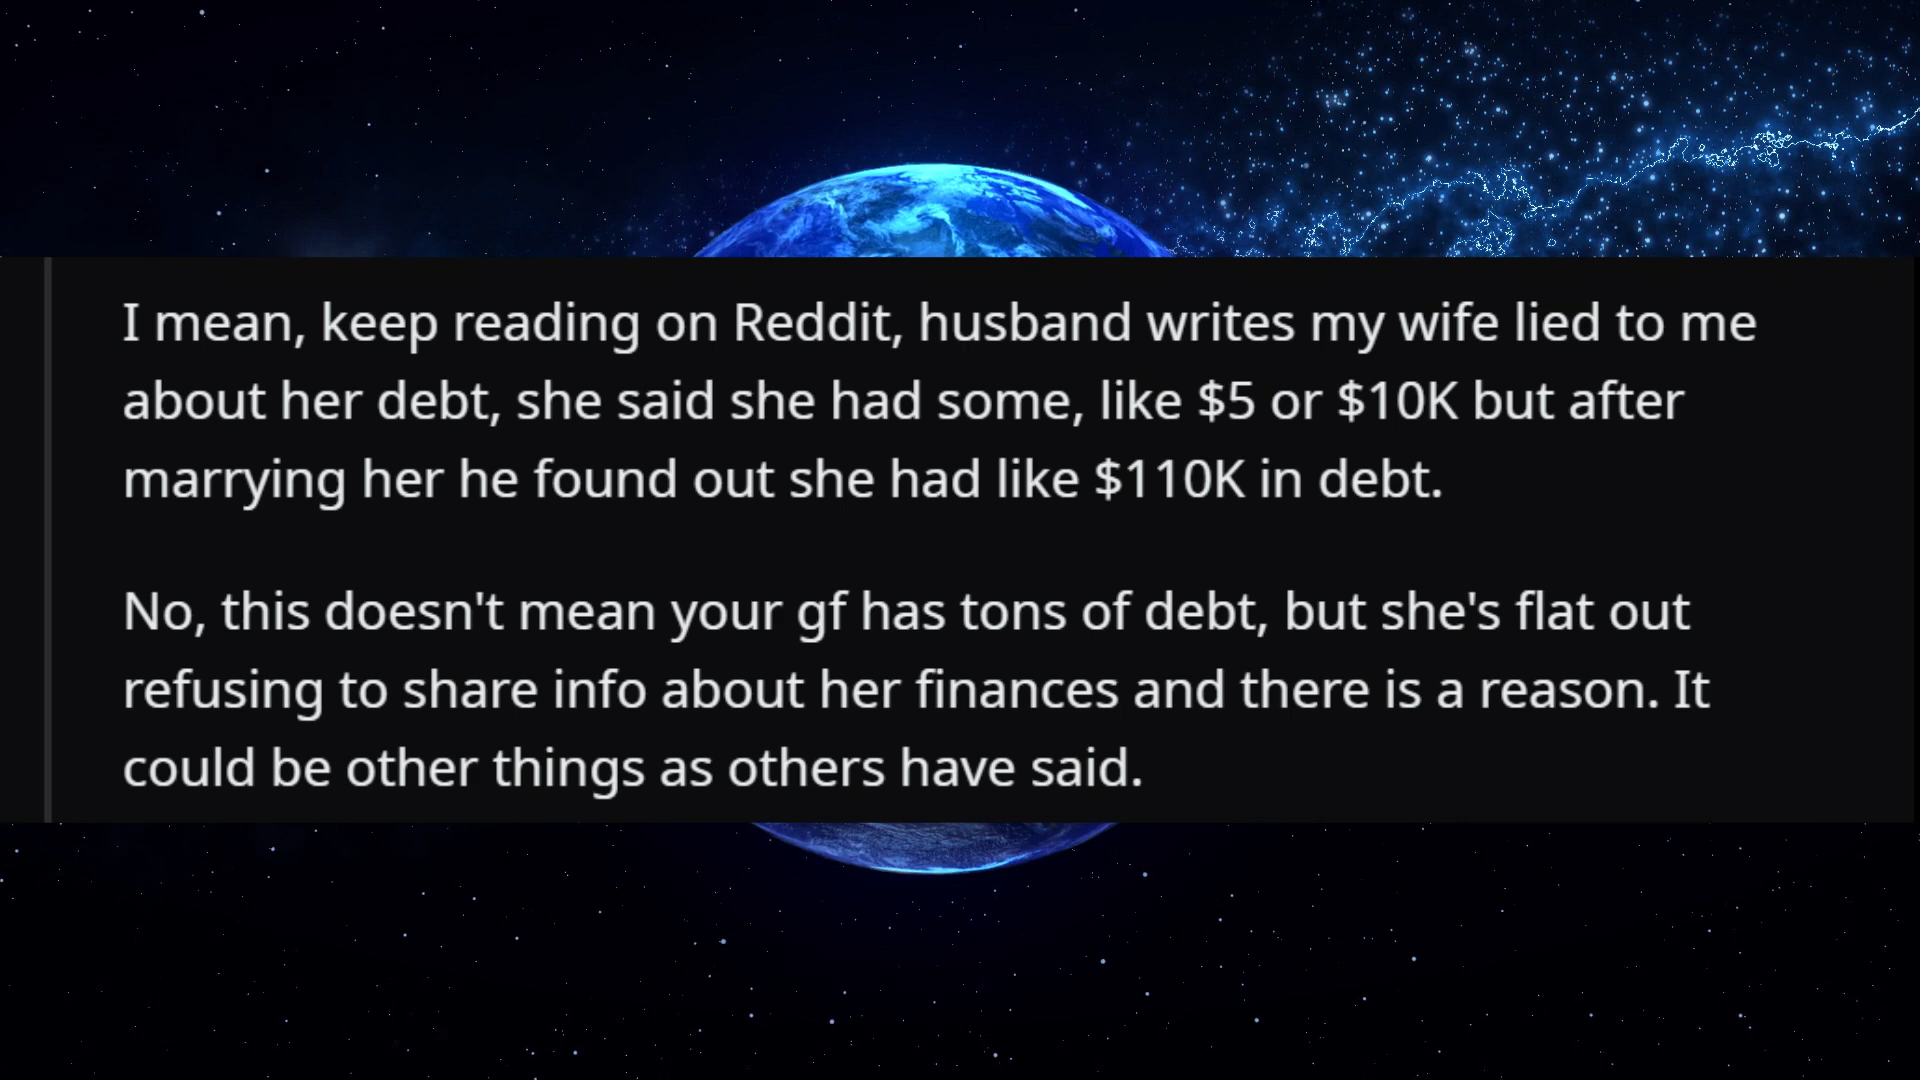 I mean, keep reading on Reddit, husband writes my wife lied to me
about her debt, she said she had some, like $5 or $10K but after
marrying her he found out she had like $110K in debt.
No, this doesn't mean your gf has tons of debt, but she's flat out
refusing to share info about her finances and there is a reason. It
could be other things as others have said.